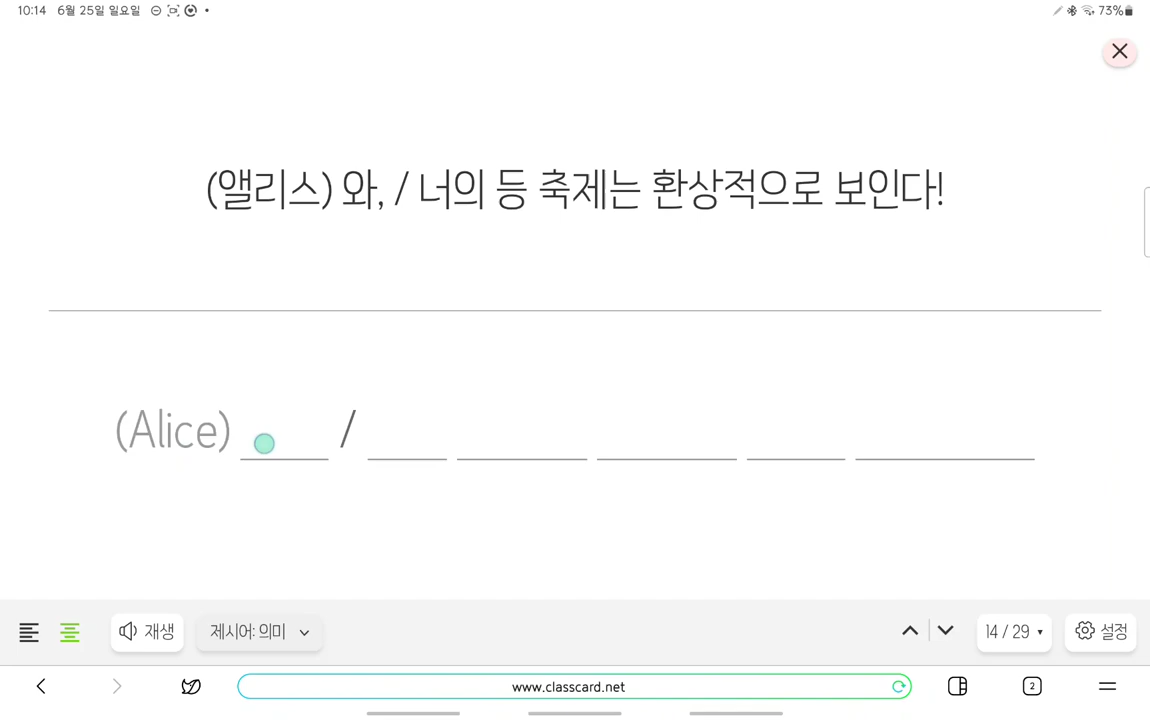 10:14 6월 25일 일요일 73%
(앨리스) 와, / 너의 등 축제는 환상적으로 보인다!
(Alice) /
재생 제시어: 의미 14 / 29 설정
www.classcard.net 2